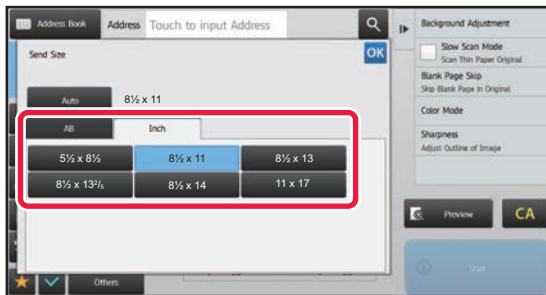 Address Book
Address
Touch to input Address
Send Size
OK
Auto
8½ x 11
AB
Inch
5½ x 8½
8½ x 11
8½ x 13
8½ x 13²/₅
8½ x 14
11 x 17
Others
Background Adjustment
Slow Scan Mode
Scan Thin Paper Original
Blank Page Skip
Skip Blank Page in Original
Color Mode
Sharpness
Adjust Outline of Image
Preview
CA
Start